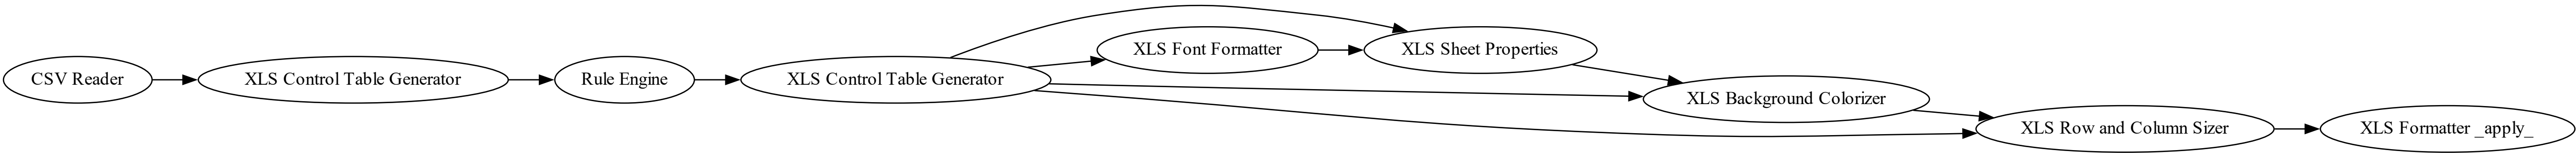 CSV Reader
XLS Control Table Generator
Rule Engine
XLS Control Table Generator
XLS Font Formatter
XLS Sheet Properties
XLS Background Colorizer
XLS Row and Column Sizer
XLS Formatter _apply_